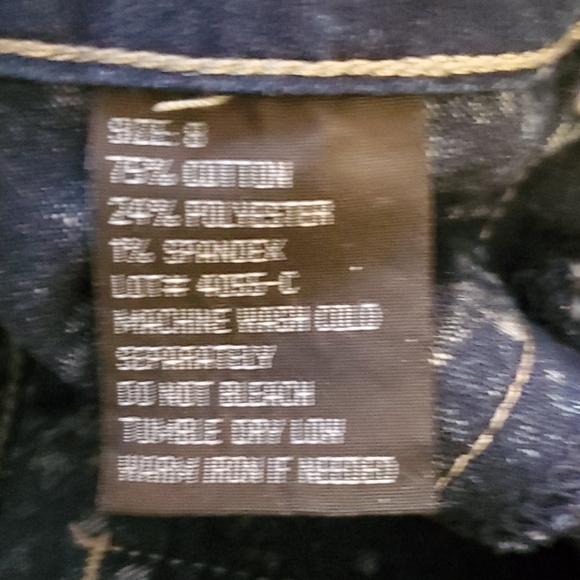 SIZE: 8
75% COTTON
24% POLYESTER
1% SPANDEX
LOT# 4055-C
MACHINE WASH COLD
SEPARATELY
DO NOT BLEACH
TUMBLE DRY LOW
WARM IRON IF NEEDED